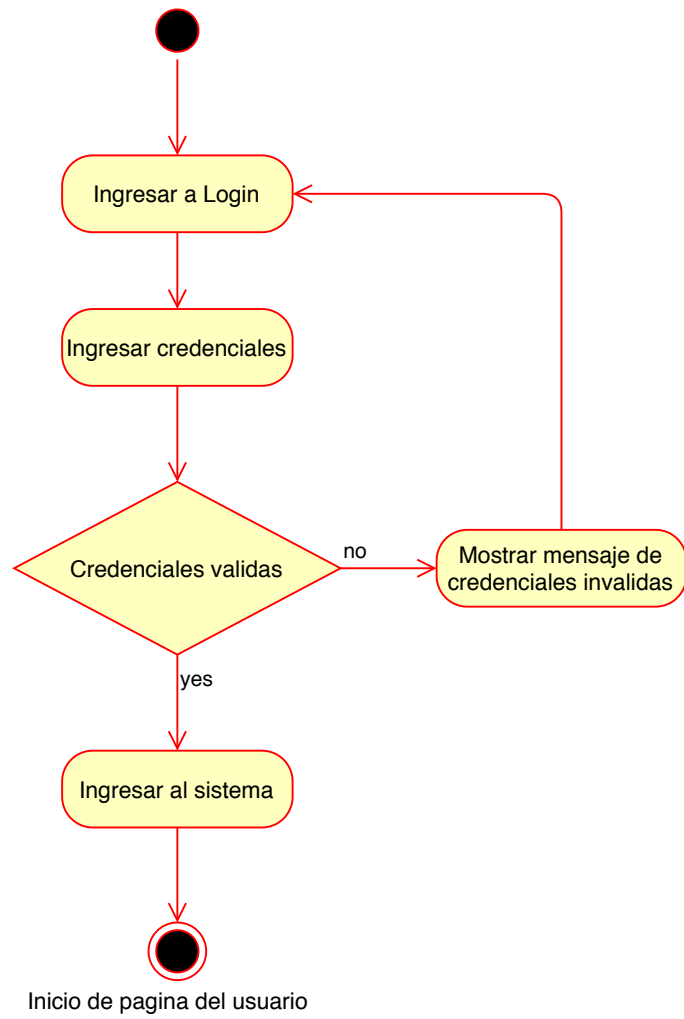 Ingresar a Login
Ingresar credenciales
Credenciales validas
no
Mostrar mensaje de
credenciales invalidas
yes
Ingresar al sistema
Inicio de pagina del usuario